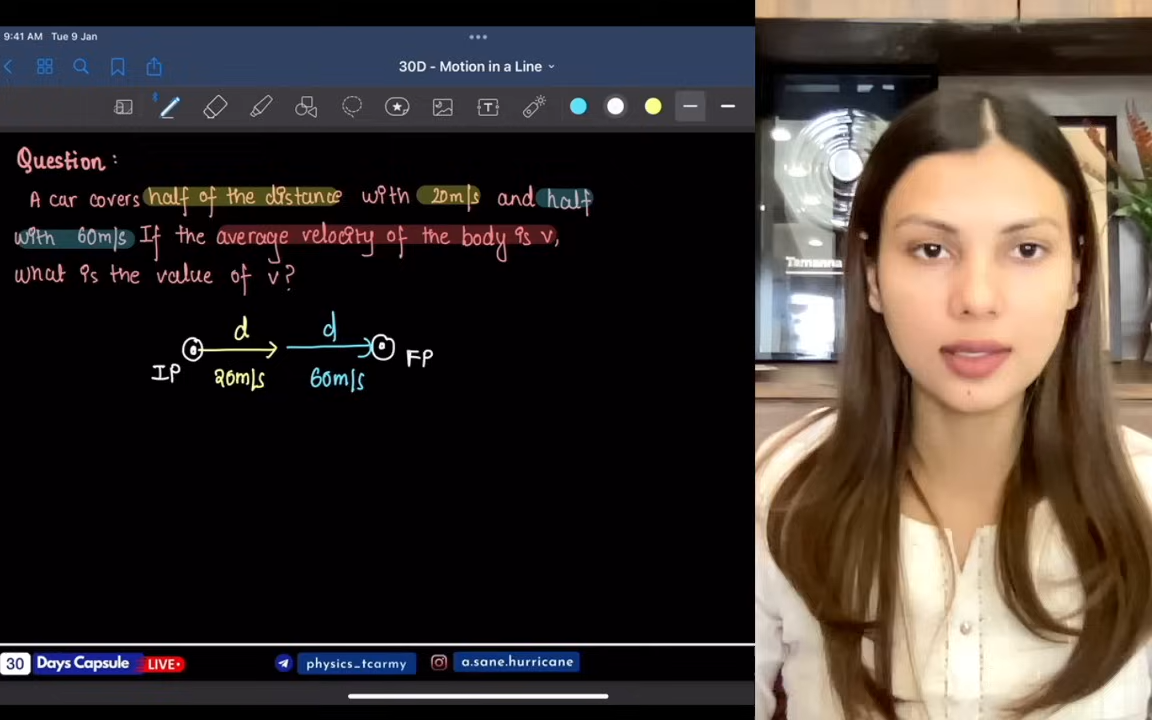 9:41 AM Tue 9 Jan
30D - Motion in a Line
T
Question :
A car covers half of the distance with 20m/s and half
with 60m/s If the average velocity of the body is v,
what is the value of v?
d d
IP 20m/s 60m/s FP
Tamanna
30 Days Capsule LIVE physics_tcarmy a.sane.hurricane